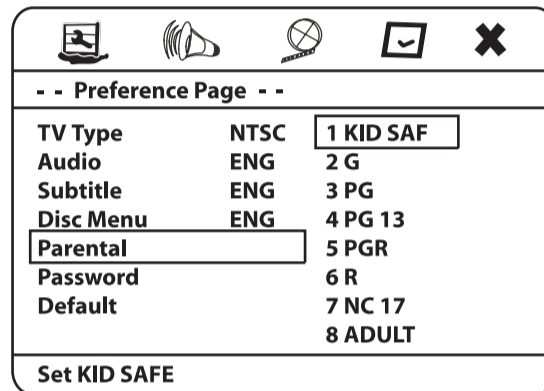 - - Preference Page - -
TV Type NTSC 1 KID SAF
Audio ENG 2 G
Subtitle ENG 3 PG
Disc Menu ENG 4 PG 13
Parental 5 PGR
Password 6 R
Default 7 NC 17
8 ADULT
Set KID SAFE